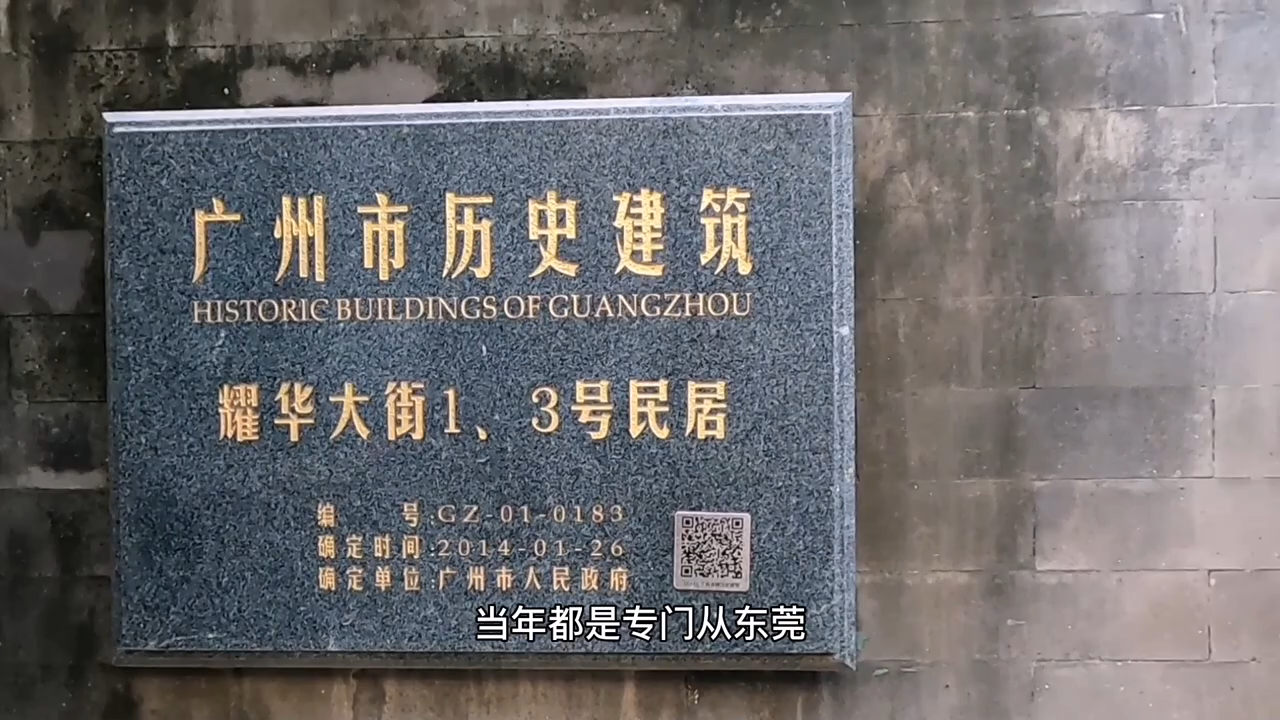 广州市历史建筑
HISTORIC BUILDINGS OF GUANGZHOU
耀华大街1、3号民居
编 号:GZ-01-0183
确定时间:2014-01-26
确定单位:广州市人民政府
当年都是专门从东莞